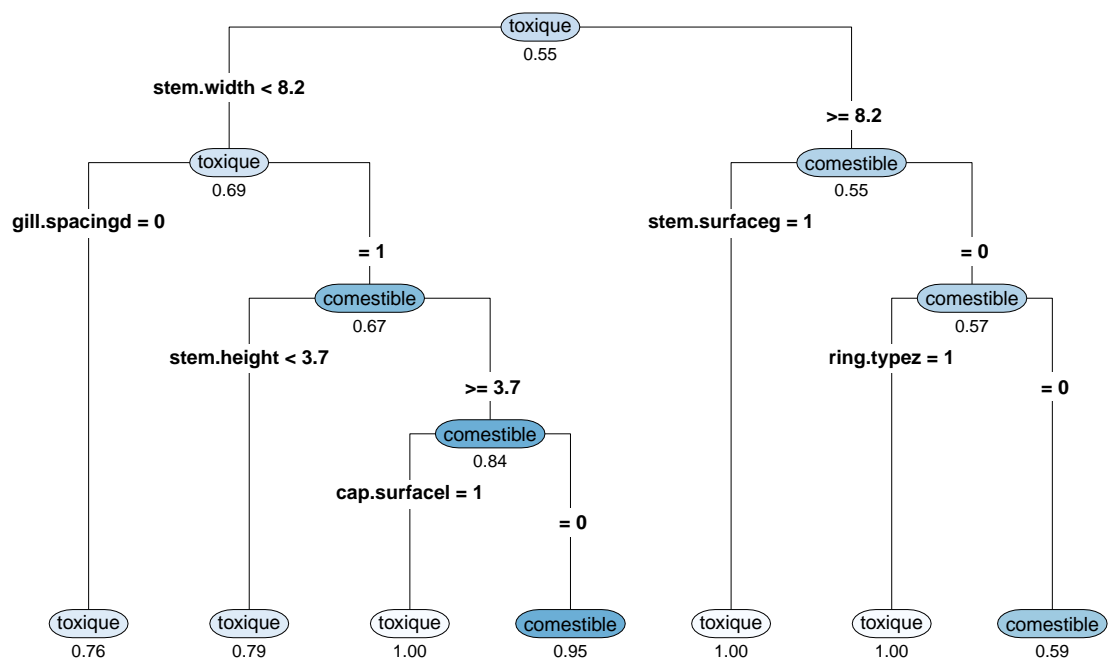 toxique
0.55
stem.width < 8.2
>= 8.2
toxique
0.69
comestible
0.55
gill.spacingd = 0
= 1
stem.surfaceg = 1
= 0
comestible
0.67
comestible
0.57
stem.height < 3.7
>= 3.7
ring.typez = 1
= 0
comestible
0.84
cap.surfacel = 1
= 0
toxique
0.76
toxique
0.79
toxique
1.00
comestible
0.95
toxique
1.00
toxique
1.00
comestible
0.59